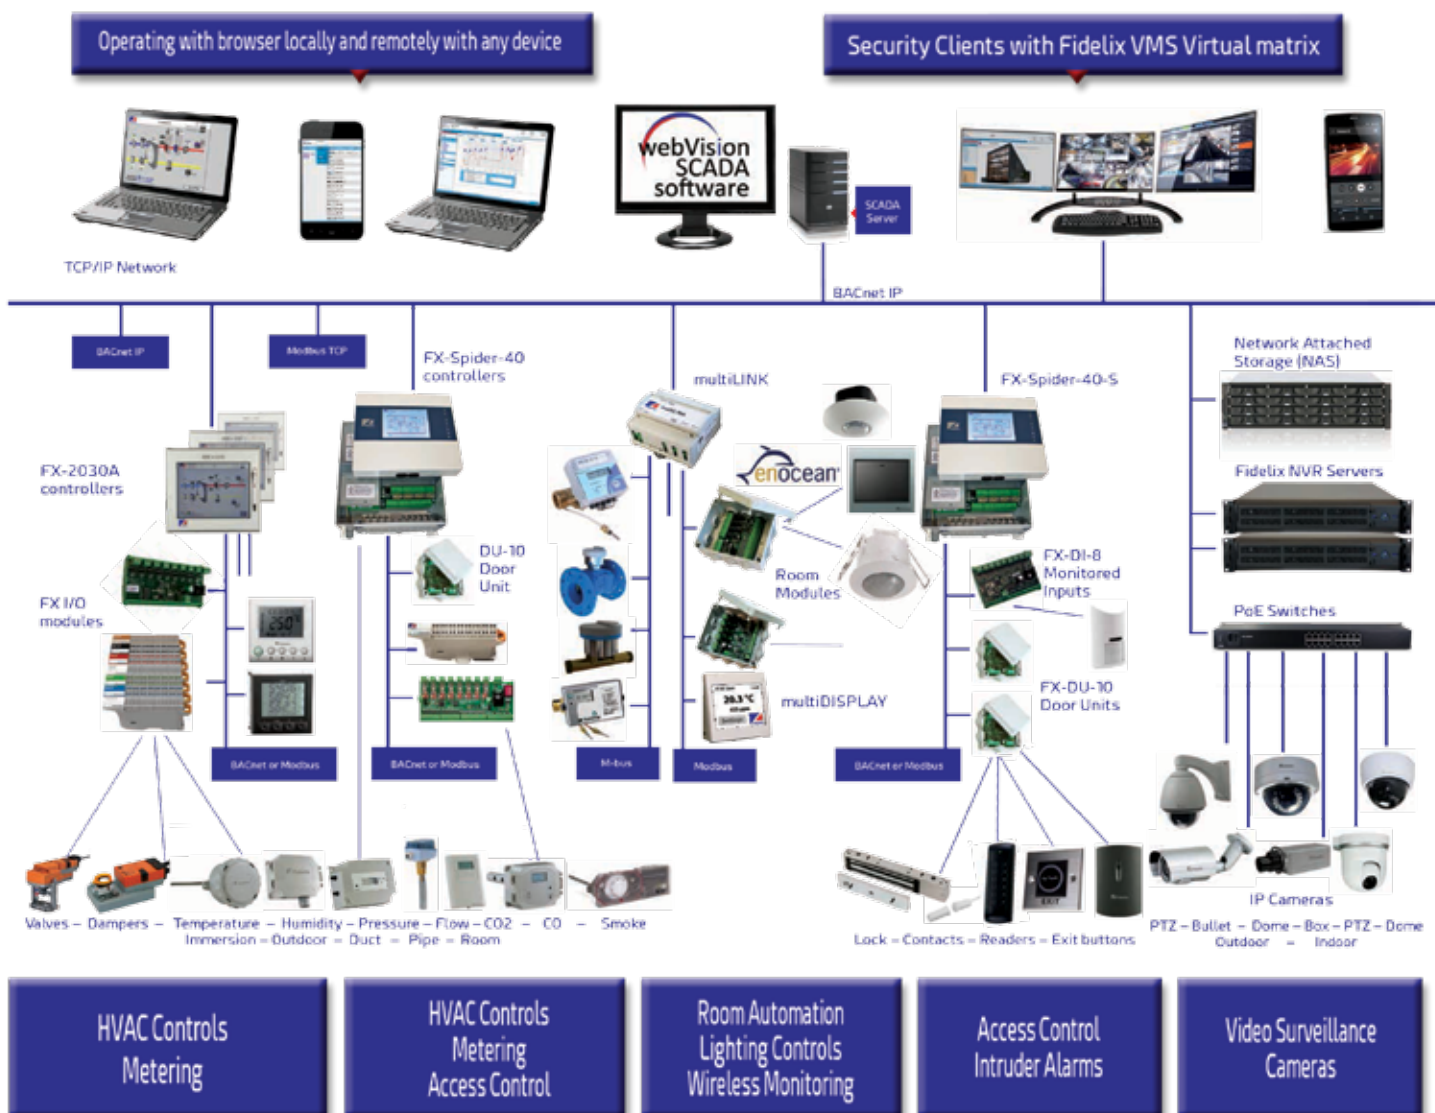 Operating with browser locally and remotely with any device
Security Clients with Fidelix VMS Virtual matrix
webVision
SCADA
software
SCADA
Server
TCP/IP Network
BACnet IP
BACnet IP
Modbus TCP
FX-Spider-40
controllers
multiLINK
FX-Spider-40-S
Network Attached
Storage (NAS)
FX-2030A
controllers
enocean
Fidelix NVR Servers
DU-10
Door
Unit
Room
Modules
FX-DI-8
Monitored
Inputs
FX I/O
modules
PoE Switches
FX-DU-10
Door Units
multiDISPLAY
20.3 °C
BACnet or Modbus
BACnet or Modbus
M-bus
Modbus
BACnet or Modbus
EXIT
Valves – Dampers – Temperature – Humidity – Pressure – Flow – CO2 – CO – Smoke
Immersion – Outdoor – Duct – Pipe – Room
Lock – Contacts – Readers – Exit buttons
IP Cameras
PTZ – Bullet – Dome – Box – PTZ – Dome
Outdoor – Indoor
HVAC Controls
Metering
HVAC Controls
Metering
Access Control
Room Automation
Lighting Controls
Wireless Monitoring
Access Control
Intruder Alarms
Video Surveillance
Cameras